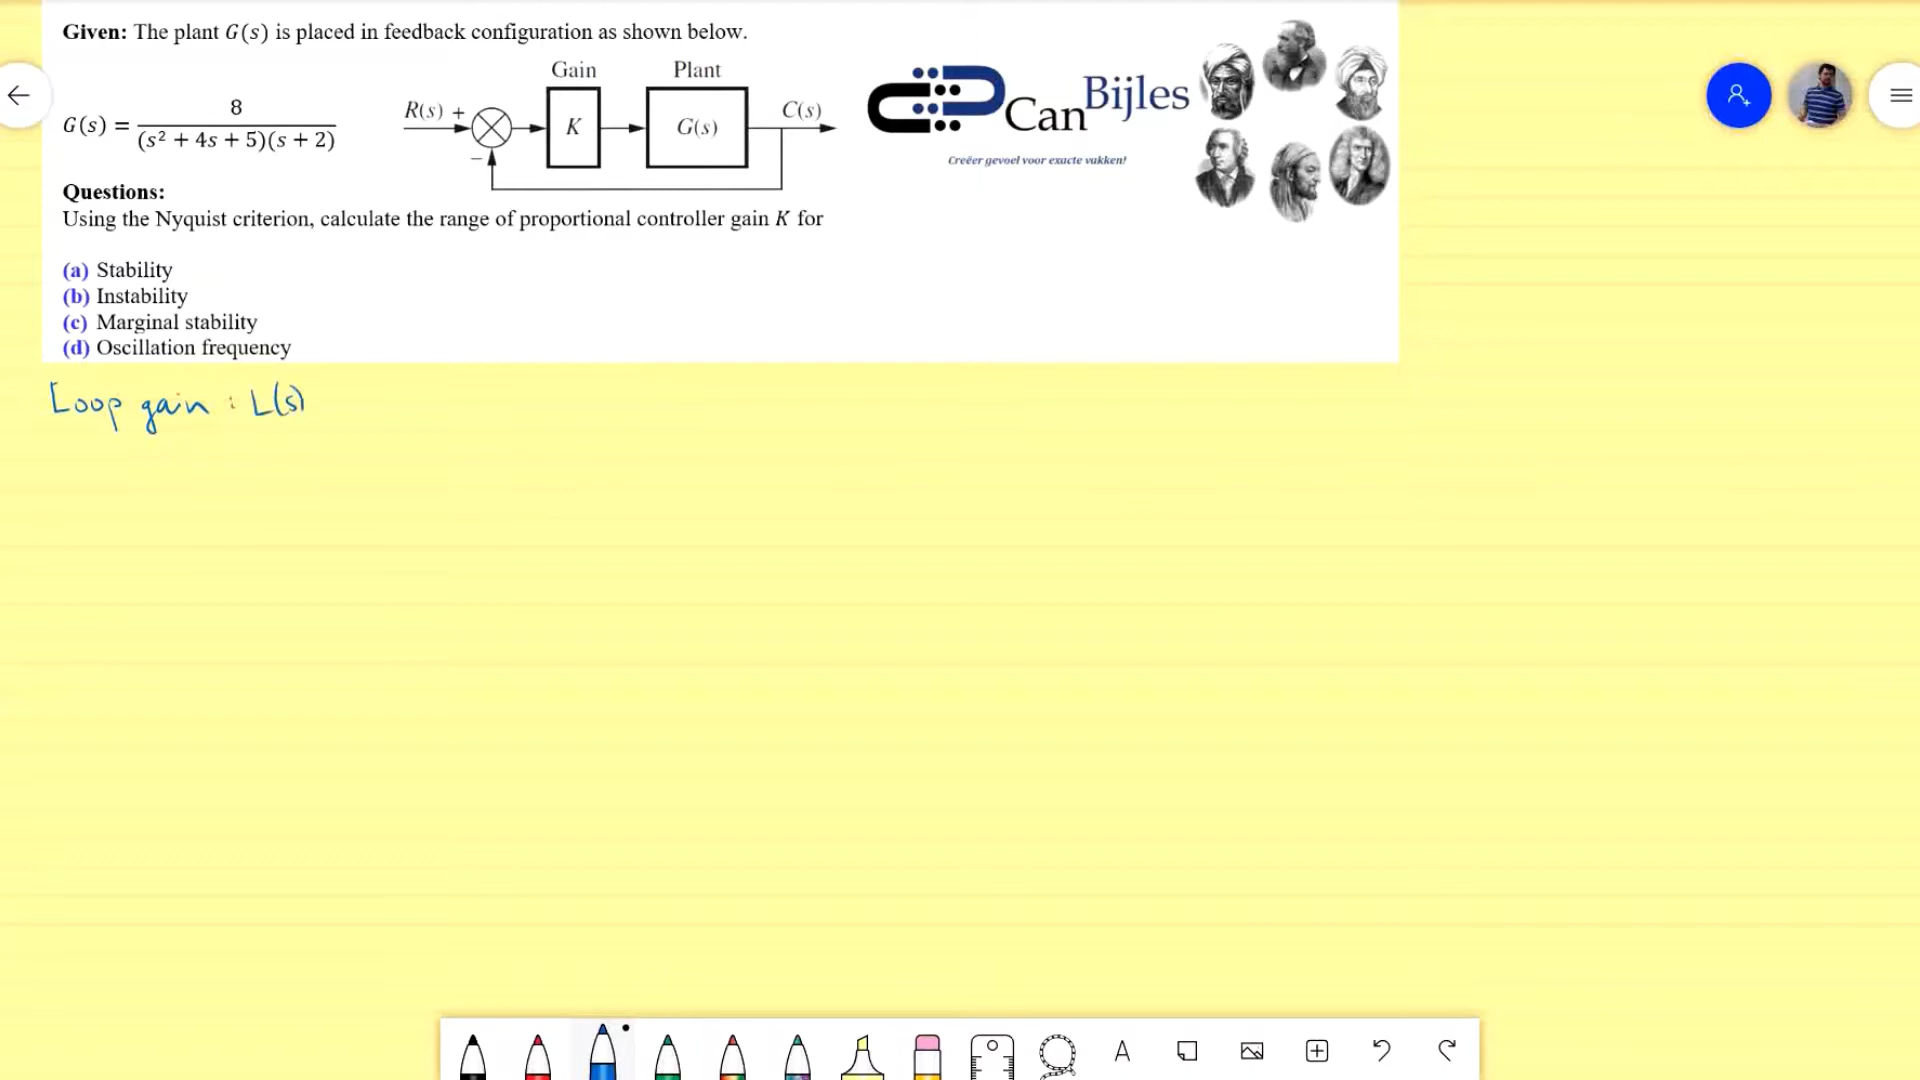 Given: The plant G(s) is placed in feedback configuration as shown below.
G(s) = 8 / (s² + 4s + 5)(s + 2)
Gain
Plant
R(s) +
K
G(s)
C(s)
−
Can Bijles
Creëer gevoel voor exacte vakken!
Questions:
Using the Nyquist criterion, calculate the range of proportional controller gain K for
(a) Stability
(b) Instability
(c) Marginal stability
(d) Oscillation frequency
Loop gain : L(s)
A